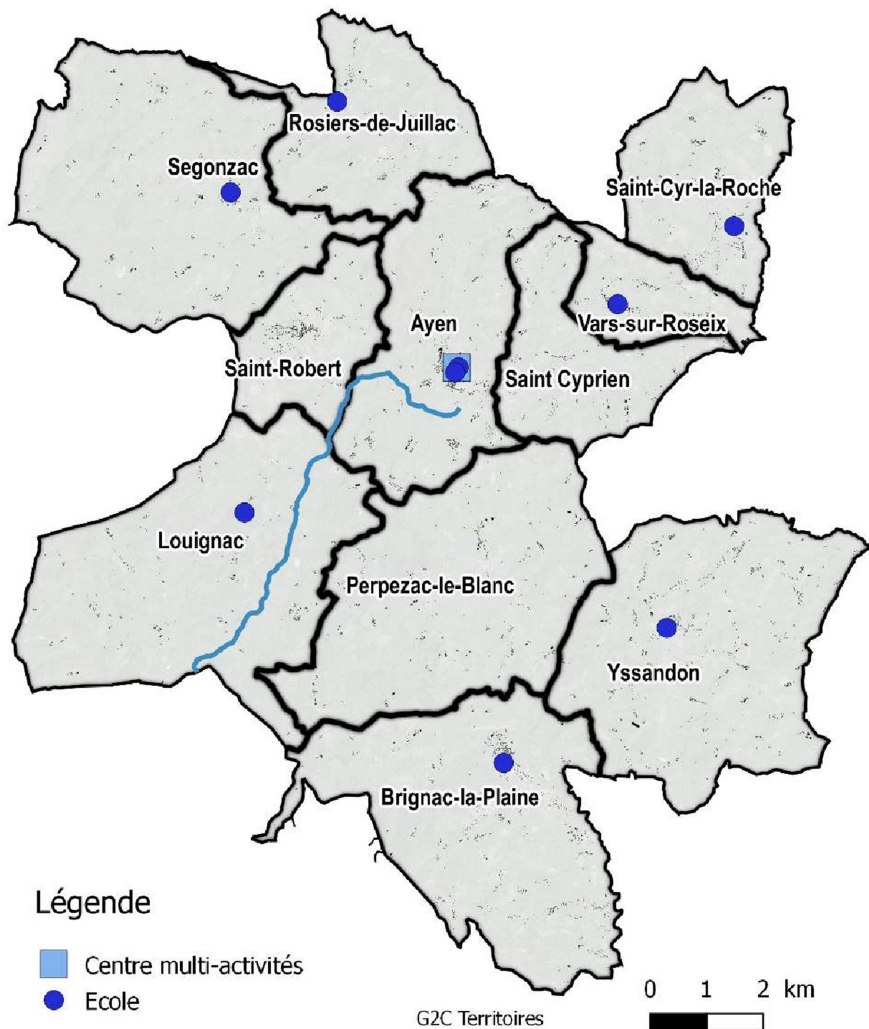 Rosiers-de-Juillac
Segonzac
Saint-Cyr-la-Roche
Ayen
Vars-sur-Roseix
Saint-Robert
Saint Cyprien
Louignac
Perpezac-le-Blanc
Yssandon
Brignac-la-Plaine
Légende
Centre multi-activités
Ecole
G2C Territoires
0 1 2 km